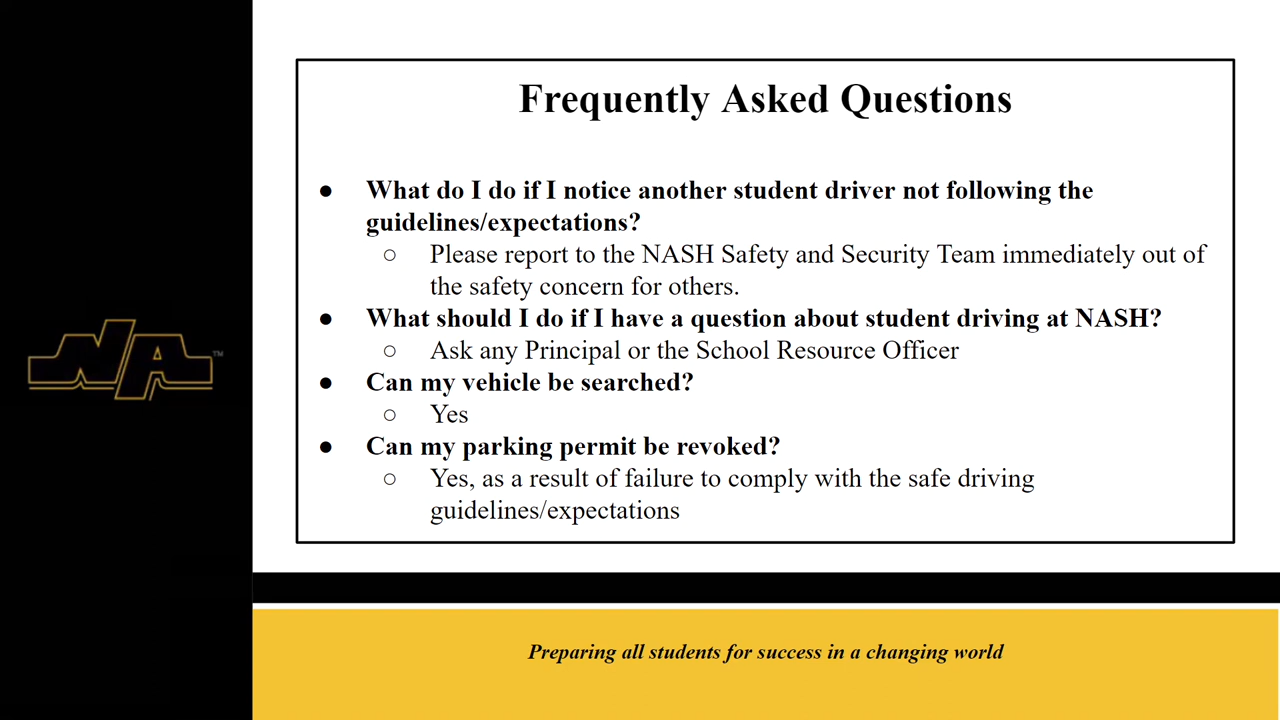 Frequently Asked Questions
● What do I do if I notice another student driver not following the
guidelines/expectations?
○ Please report to the NASH Safety and Security Team immediately out of
the safety concern for others.
● What should I do if I have a question about student driving at NASH?
○ Ask any Principal or the School Resource Officer
● Can my vehicle be searched?
○ Yes
● Can my parking permit be revoked?
○ Yes, as a result of failure to comply with the safe driving
guidelines/expectations
NA™
Preparing all students for success in a changing world